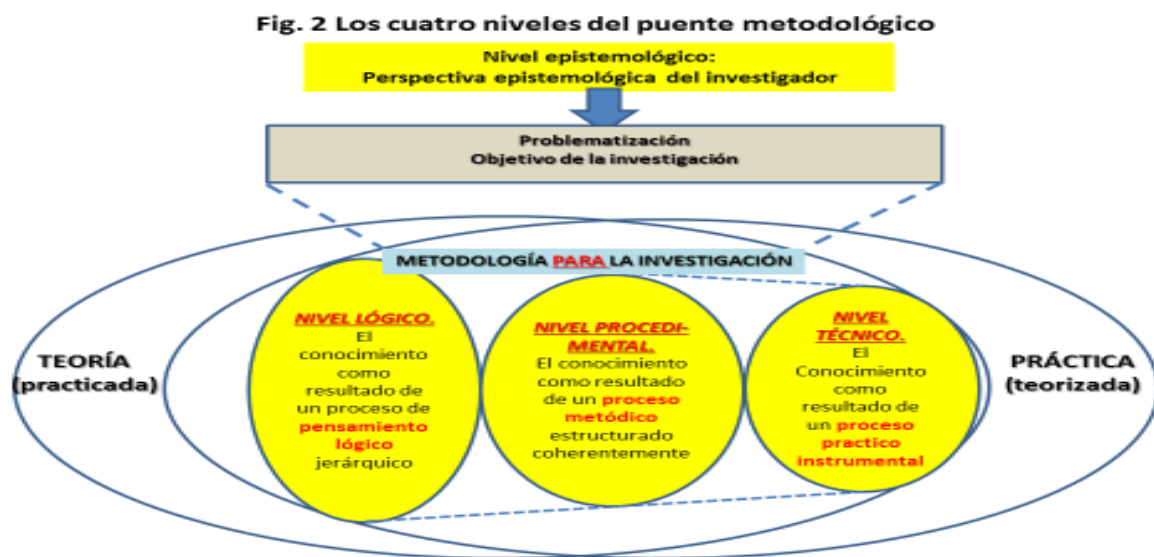 Fig. 2 Los cuatro niveles del puente metodológico
Nivel epistemológico:
Perspectiva epistemológica del investigador
Problematización
Objetivo de la investigación
METODOLOGÍA PARA LA INVESTIGACIÓN
TEORÍA
(practicada)
NIVEL LÓGICO.
El
conocimiento
como
resultado de
un proceso de
pensamiento
lógico
jerárquico
NIVEL PROCEDI-
MENTAL.
El conocimiento
como resultado
de un proceso
metódico
estructurado
coherentemente
NIVEL
TÉCNICO.
El
Conocimiento
como
resultado de
un proceso
practico
instrumental
PRÁCTICA
(teorizada)